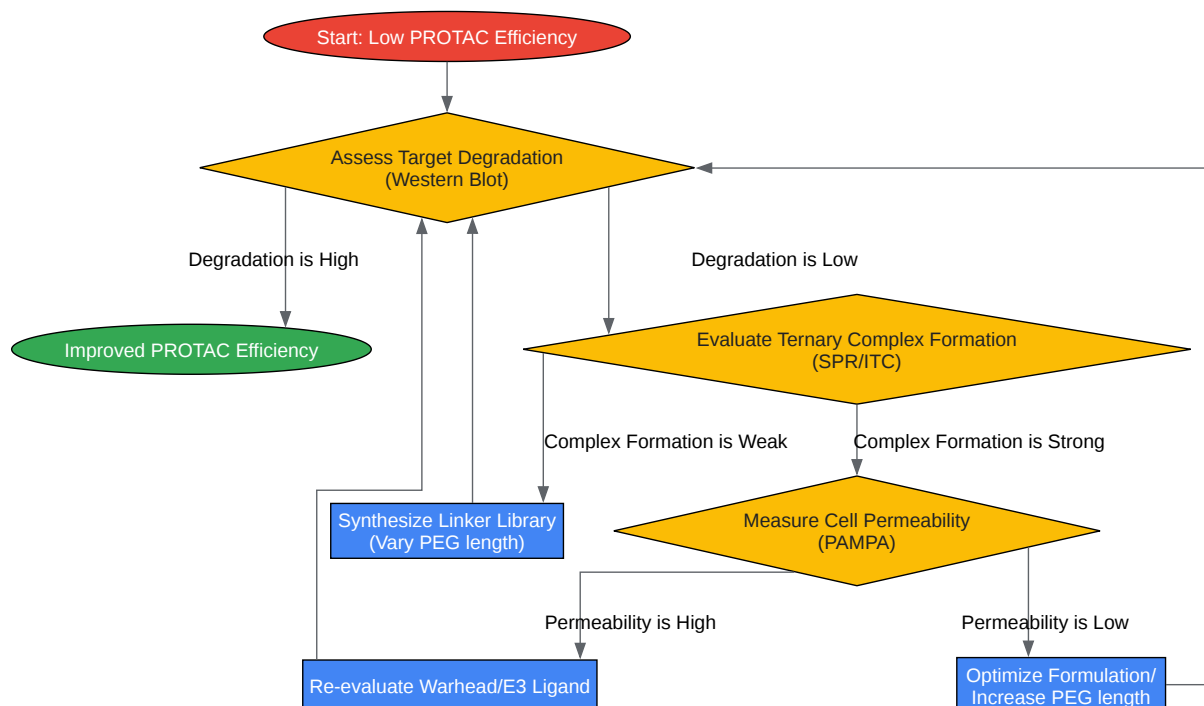 Start: Low PROTAC Efficiency
Assess Target Degradation
(Western Blot)
Degradation is High
Degradation is Low
Improved PROTAC Efficiency
Evaluate Ternary Complex Formation
(SPR/ITC)
Complex Formation is Weak
Complex Formation is Strong
Synthesize Linker Library
(Vary PEG length)
Measure Cell Permeability
(PAMPA)
Permeability is High
Permeability is Low
Re-evaluate Warhead/E3 Ligand
Optimize Formulation/
Increase PEG length